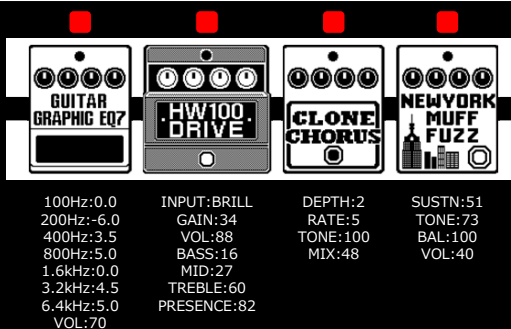 GUITAR
GRAPHIC EQ7
100Hz:0.0
200Hz:-6.0
400Hz:3.5
800Hz:5.0
1.6kHz:0.0
3.2kHz:4.5
6.4kHz:5.0
VOL:70
·HW100·
DRIVE
INPUT:BRILL
GAIN:34
VOL:88
BASS:16
MID:27
TREBLE:60
PRESENCE:82
CLONE
CHORUS
DEPTH:2
RATE:5
TONE:100
MIX:48
NEWYORK
MUFF
FUZZ
SUSTN:51
TONE:73
BAL:100
VOL:40